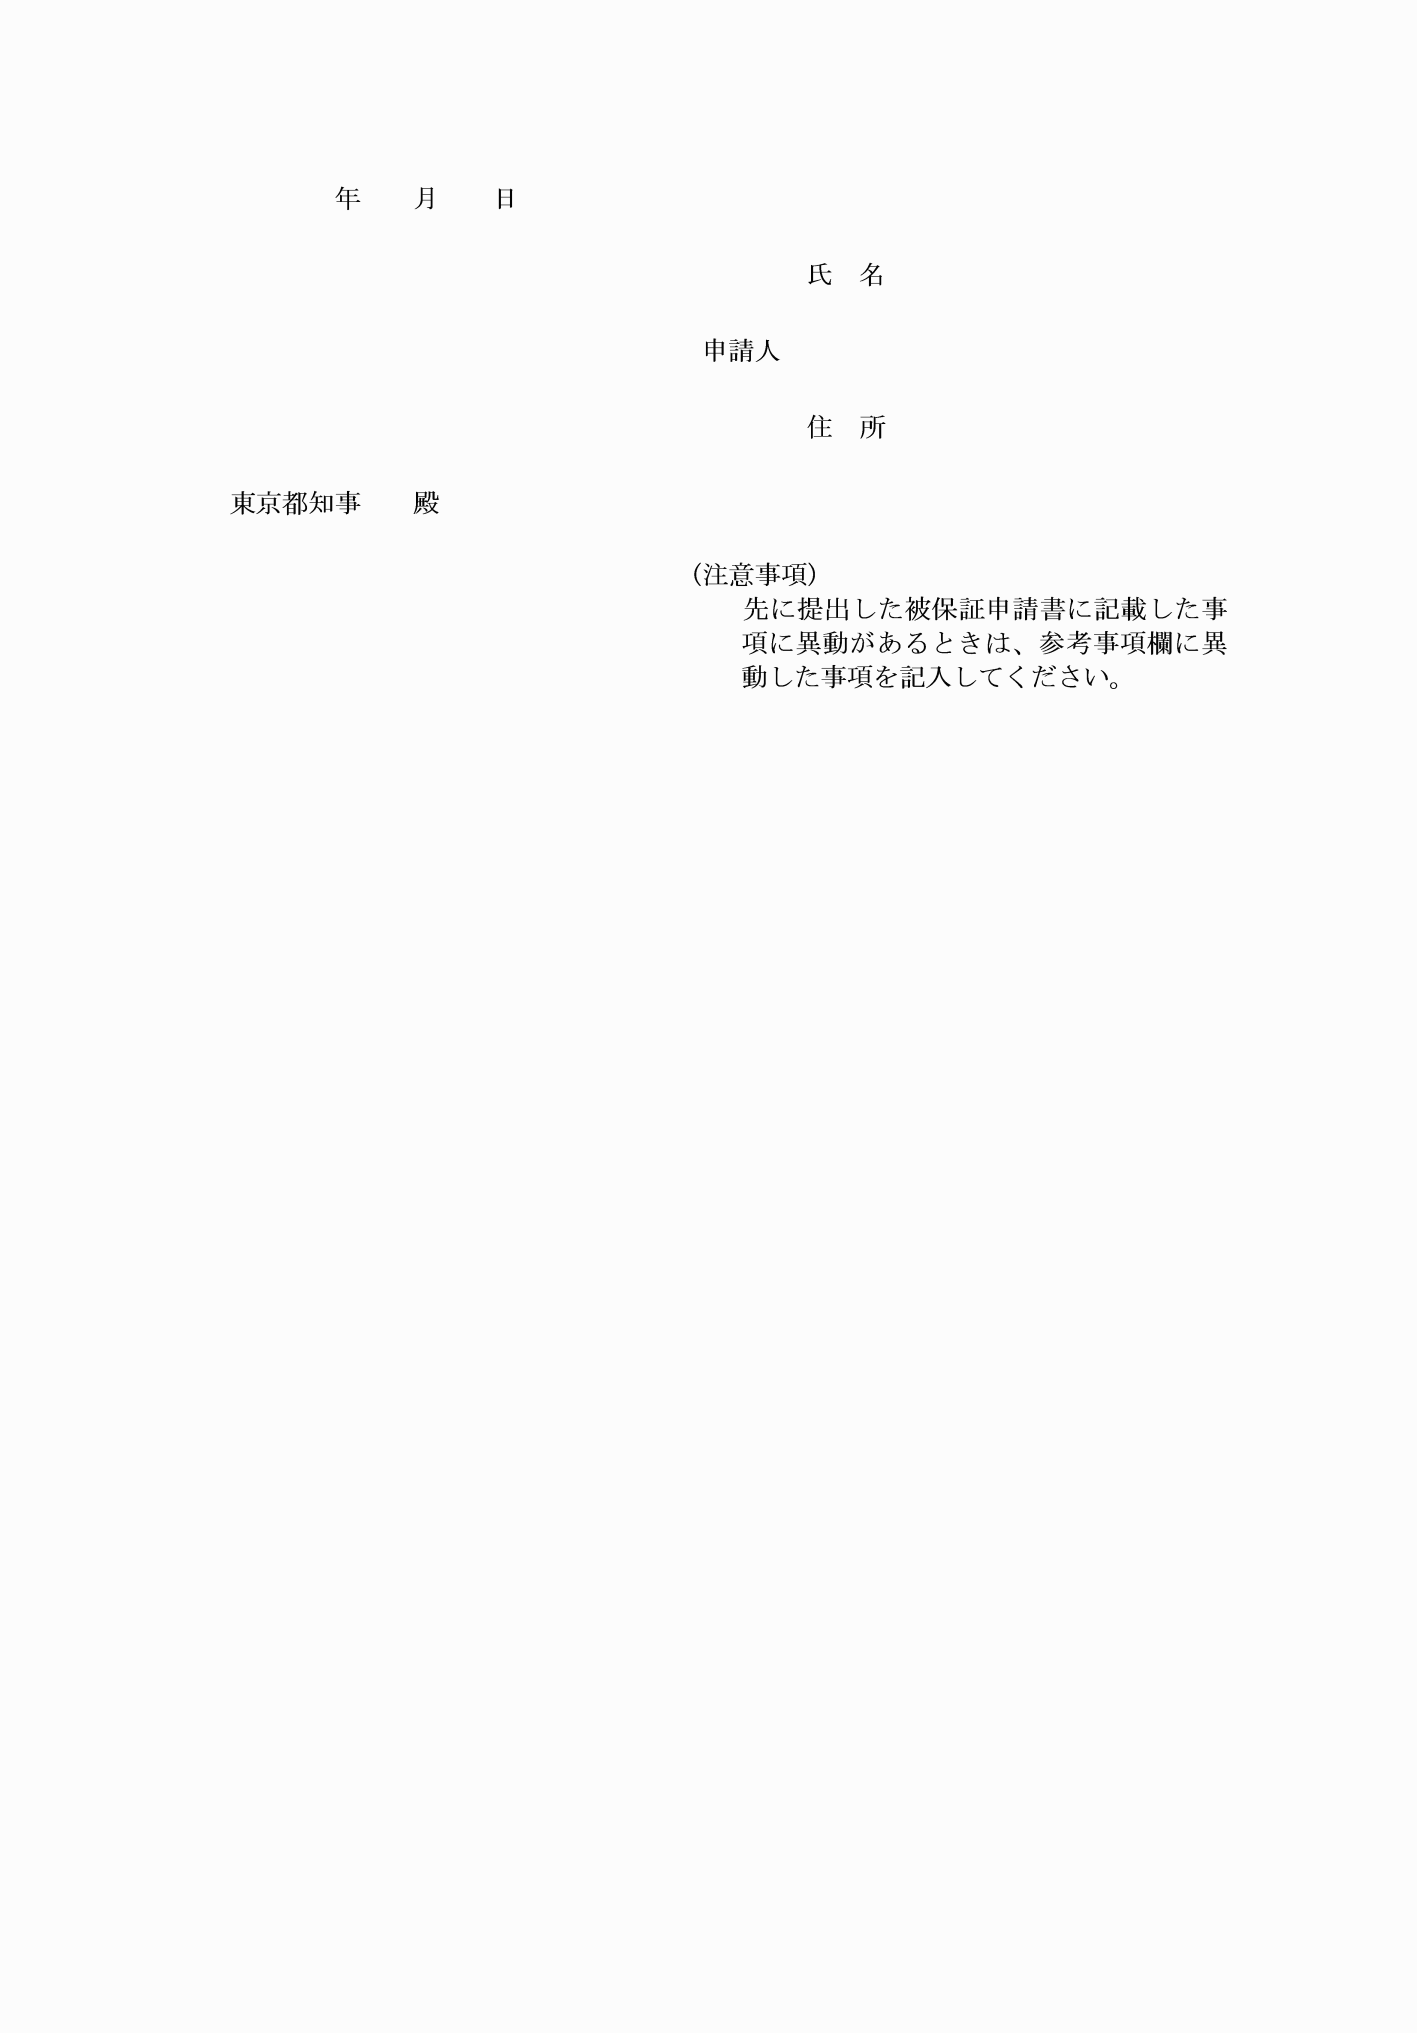 年　　月　　日
氏　名
申請人
住　所
東京都知事　　殿
（注意事項）
先に提出した被保証申請書に記載した事
項に異動があるときは、参考事項欄に異
動した事項を記入してください。